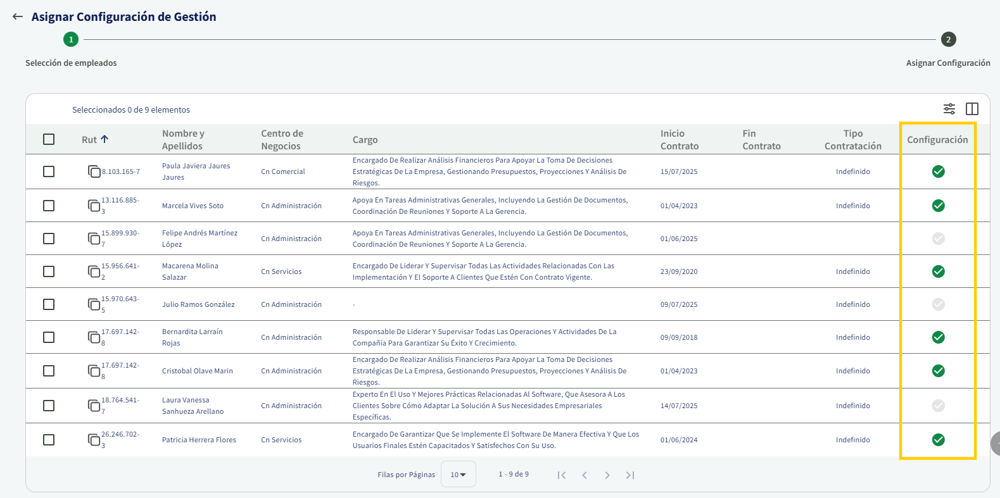 Asignar Configuración de Gestión
1
2
Selección de empleados
Asignar Configuración
Seleccionados 0 de 9 elementos
Rut
Nombre y
Apellidos
Centro de
Negocios
Cargo
Inicio
Contrato
Fin
Contrato
Tipo
Contratación
Configuración
8.103.165-7
Paula Javiera Jaures
Jaures
Cn Comercial
Encargado De Realizar Análisis Financieros Para Apoyar La Toma De Decisiones
Estratégicas De La Empresa, Gestionando Presupuestos, Proyecciones Y Análisis De
Riesgos.
15/07/2025
Indefinido
13.116.885-
3
Marcela Vives Soto
Cn Administración
Apoya En Tareas Administrativas Generales, Incluyendo La Gestión De Documentos,
Coordinación De Reuniones Y Soporte A La Gerencia.
01/04/2023
Indefinido
15.899.930-
7
Felipe Andrés Martínez
López
Cn Administración
Apoya En Tareas Administrativas Generales, Incluyendo La Gestión De Documentos,
Coordinación De Reuniones Y Soporte A La Gerencia.
01/06/2025
15.956.641-
2
Macarena Molina
Salazar
Cn Servicios
Encargado De Liderar Y Supervisar Todas Las Actividades Relacionadas Con Las
Implementación Y El Soporte A Clientes Que Estén Con Contrato Vigente.
23/09/2020
Indefinido
15.970.643-
5
Julio Ramos González
Cn Administración
-
09/07/2025
Indefinido
17.697.142-
8
Bernardita Larraín
Rojas
Cn Administración
Responsable De Liderar Y Supervisar Todas Las Operaciones Y Actividades De La
Compañía Para Garantizar Su Éxito Y Crecimiento.
09/09/2018
Indefinido
17.697.142-
8
Cristobal Olave Marin
Cn Administración
Encargado De Realizar Análisis Financieros Para Apoyar La Toma De Decisiones
Estratégicas De La Empresa, Gestionando Presupuestos, Proyecciones Y Análisis De
Riesgos.
01/04/2023
Indefinido
18.764.541-
7
Laura Vanessa
Sanhueza Arellano
Cn Administración
Experto En El Uso Y Mejores Prácticas Relacionadas Al Software, Que Asesora A Los
Clientes Sobre Cómo Adaptar La Solución A Sus Necesidades Empresariales
Específicas.
14/07/2025
Indefinido
26.246.702-
3
Patricia Herrera Flores
Cn Servicios
Encargado De Garantizar Que Se Implemente El Software De Manera Efectiva Y Que Los
Usuarios Finales Estén Capacitados Y Satisfechos Con Su Uso.
01/06/2024
Indefinido
Filas por Páginas
10
1 - 9 de 9